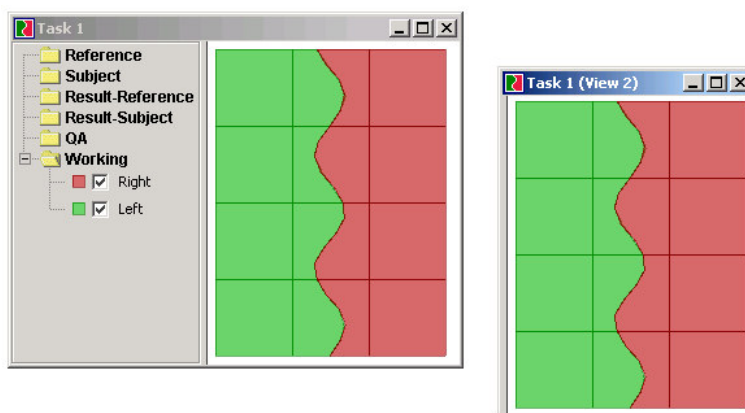 Task 1
Reference
Subject
Result-Reference
Result-Subject
QA
Working
Right
Left
Task 1 (View 2)